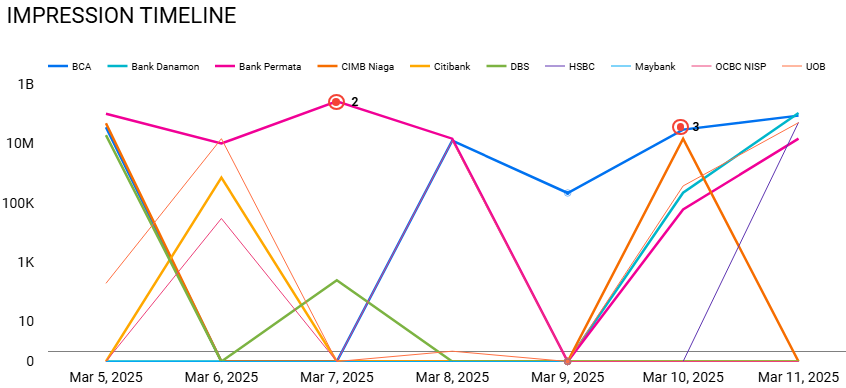 IMPRESSION TIMELINE
BCA Bank Danamon Bank Permata CIMB Niaga Citibank DBS HSBC Maybank OCBC NISP UOB
1B
2
3
10M
100K
1K
10
0
Mar 5, 2025 Mar 6, 2025 Mar 7, 2025 Mar 8, 2025 Mar 9, 2025 Mar 10, 2025 Mar 11, 2025